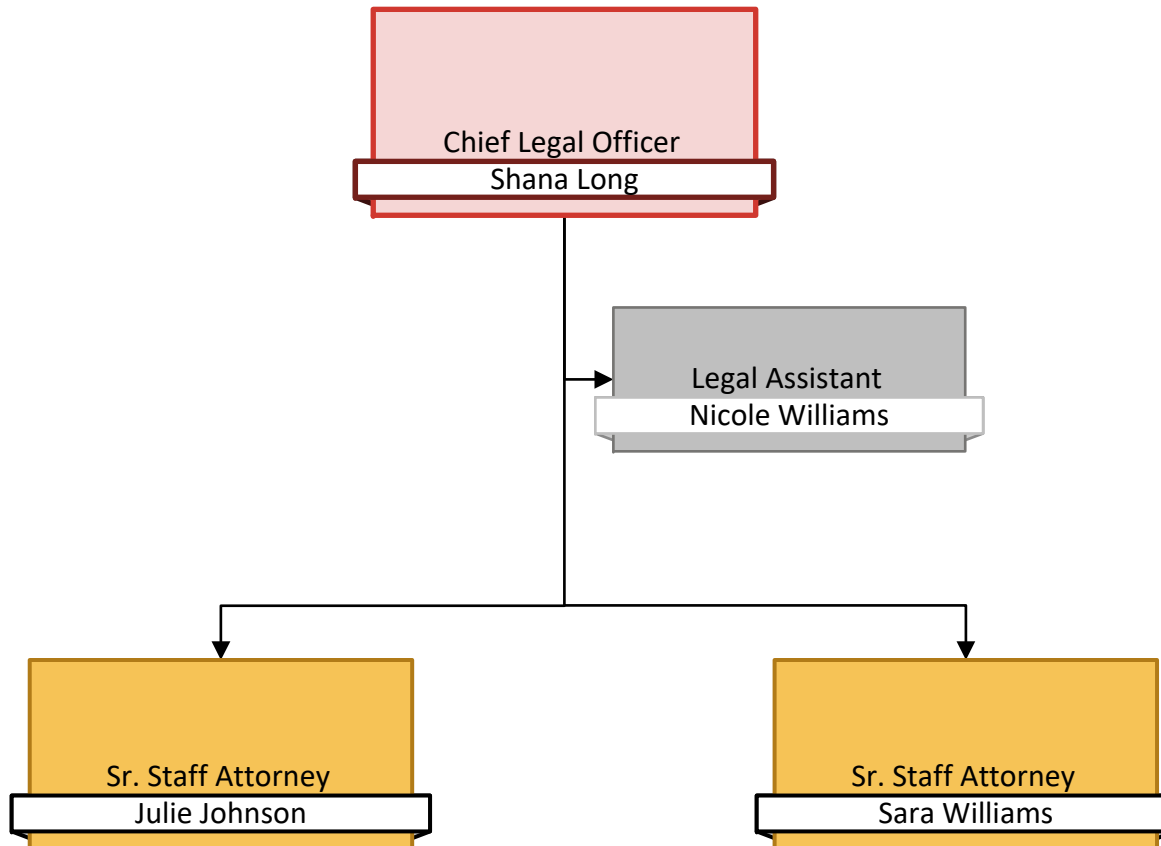 Chief Legal Officer
Shana Long
Legal Assistant
Nicole Williams
Sr. Staff Attorney
Julie Johnson
Sr. Staff Attorney
Sara Williams